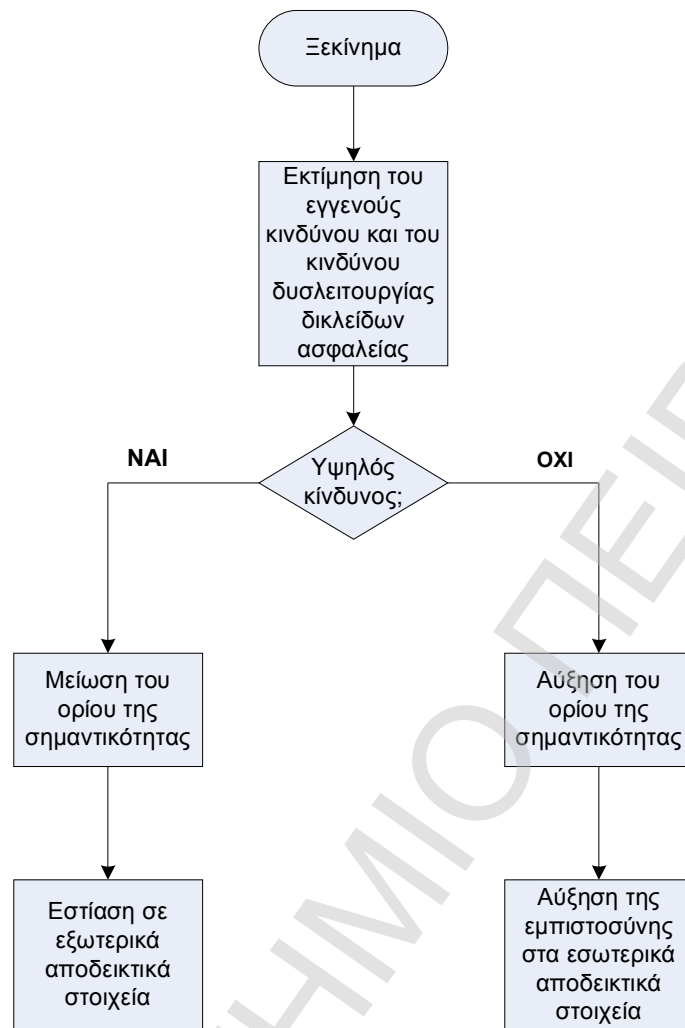 Ξεκίνημα
Εκτίμηση του
εγγενούς
κινδύνου και του
κινδύνου
δυσλειτουργίας
δικλείδων
ασφαλείας
ΝΑΙ
Υψηλός
κίνδυνος;
ΟΧΙ
Μείωση του
ορίου της
σημαντικότητας
Αύξηση του
ορίου της
σημαντικότητας
Εστίαση σε
εξωτερικά
αποδεικτικά
στοιχεία
Αύξηση της
εμπιστοσύνης
στα εσωτερικά
αποδεικτικά
στοιχεία